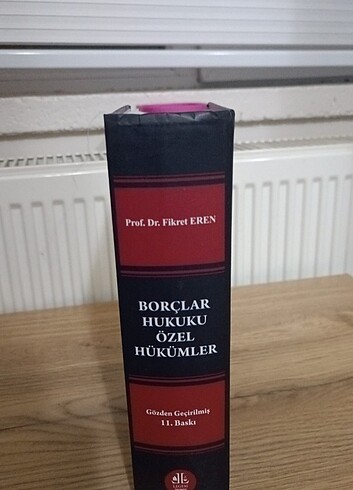 Prof. Dr. Fikret EREN
BORÇLAR
HUKUKU
ÖZEL
HÜKÜMLER
Gözden Geçirilmiş
11. Baskı